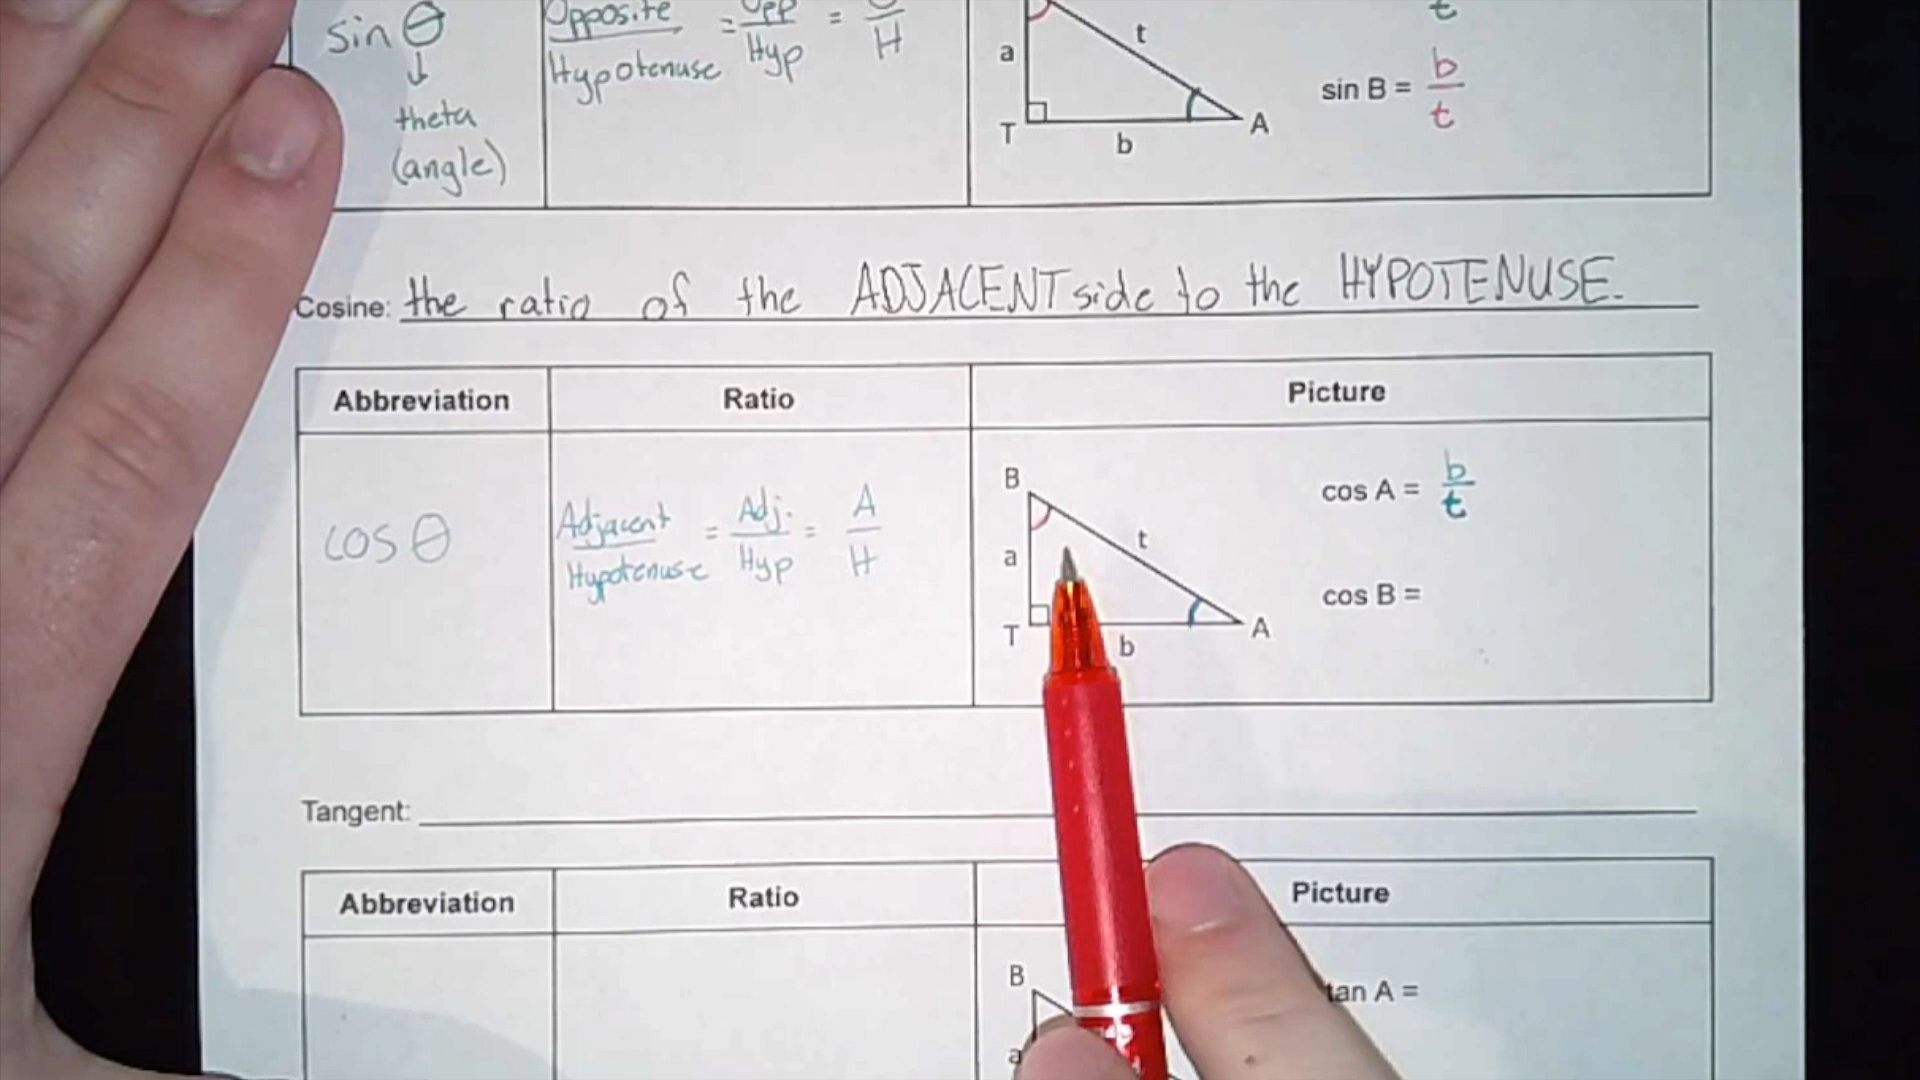 sin θ
↓
theta
(angle)
Opposite = Opp = O
Hypotenuse Hyp H
a
t
T
b
A
t
sin B = b
t
Cosine: the ratio of the ADJACENT side to the HYPOTENUSE.
Abbreviation Ratio Picture
cos θ
Adjacent = Adj. = A
Hypotenuse Hyp H
B
a
t
T
b
A
cos A = b
t
cos B =
Tangent:
Abbreviation Ratio Picture
B
a
tan A =